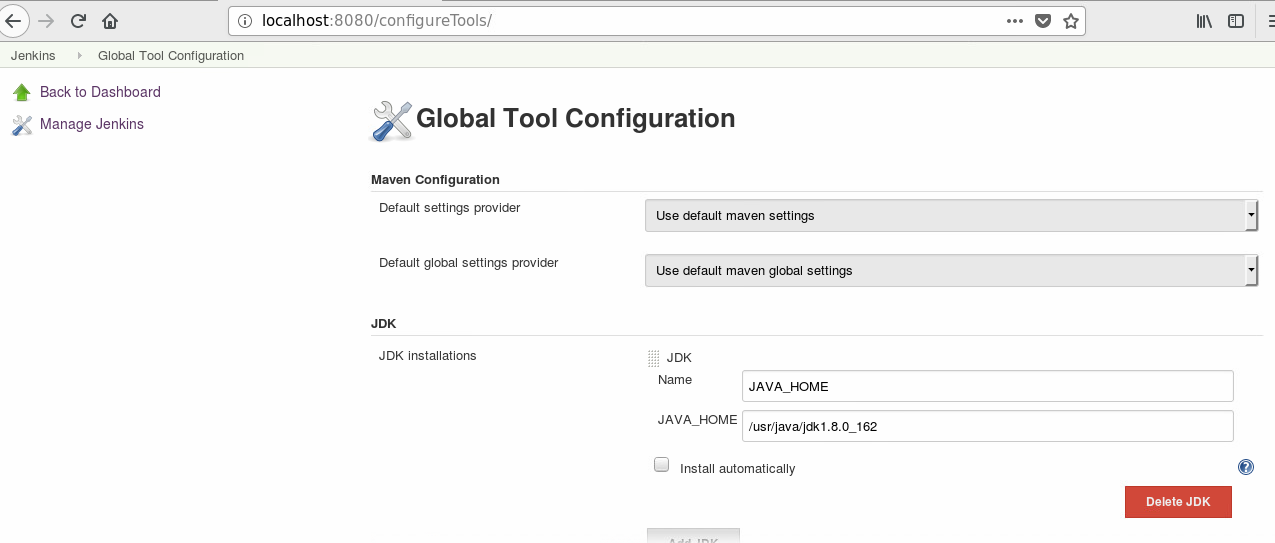 localhost:8080/configureTools/
Jenkins Global Tool Configuration
Back to Dashboard
Manage Jenkins
Global Tool Configuration
Maven Configuration
Default settings provider
Use default maven settings
Default global settings provider
Use default maven global settings
JDK
JDK installations
JDK
Name
JAVA_HOME
JAVA_HOME
/usr/java/jdk1.8.0_162
Install automatically
Delete JDK
Add JDK